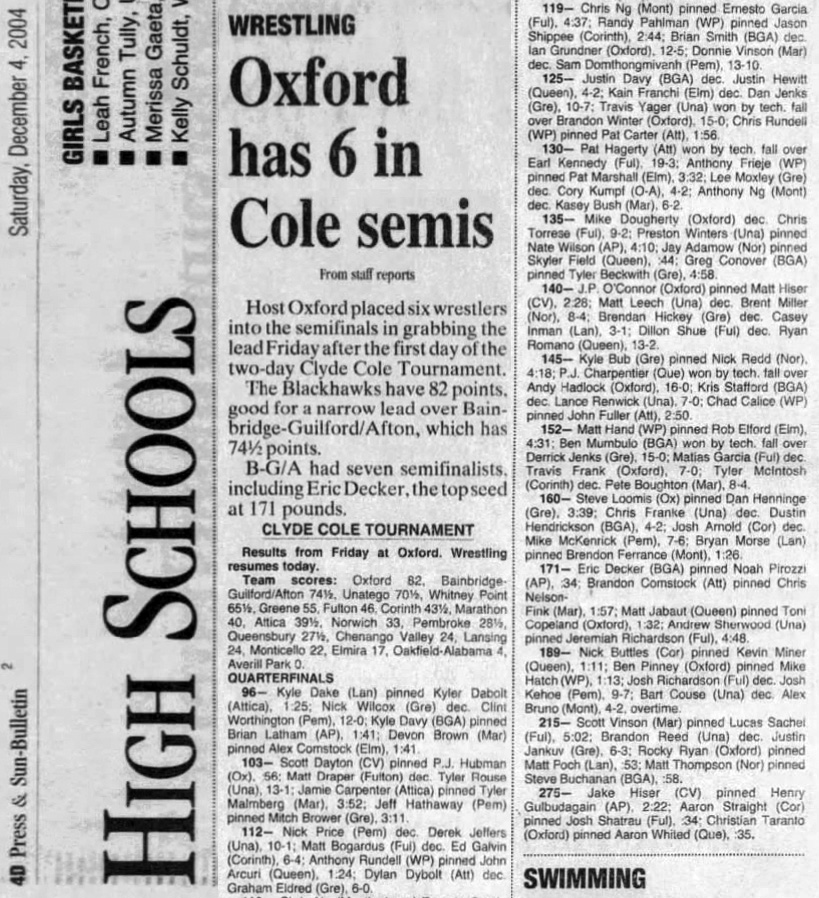 Saturday, December 4, 2004
4D Press & Sun-Bulletin
2
HIGH SCHOOLS
GIRLS BASKET
■ Leah French, C
■ Autumn Tully,
■ Merissa Gaeta,
■ Kelly Schuldt,
WRESTLING
Oxford
has 6 in
Cole semis
From staff reports
Host Oxford placed six wrestlers
into the semifinals in grabbing the
lead Friday after the first day of the
two-day Clyde Cole Tournament.
The Blackhawks have 82 points,
good for a narrow lead over Bain-
bridge-Guilford/Afton, which has
74½ points.
B-G/A had seven semifinalists,
including Eric Decker, the top seed
at 171 pounds.
CLYDE COLE TOURNAMENT
Results from Friday at Oxford. Wrestling
resumes today.
Team scores: Oxford 82, Bainbridge-
Guilford/Afton 74½, Unatego 70½, Whitney Point
65½, Greene 55, Fulton 46, Corinth 43½, Marathon
40, Attica 39½, Norwich 33, Pembroke 28½,
Queensbury 27½, Chenango Valley 24, Lansing
24, Monticello 22, Elmira 17, Oakfield-Alabama 4,
Averill Park 0.
QUARTERFINALS
96— Kyle Dake (Lan) pinned Kyler Dabolt
(Attica), 1:25; Nick Wilcox (Gre) dec. Clint
Worthington (Pem), 12-0; Kyle Davy (BGA) pinned
Brian Latham (AP), 1:41; Devon Brown (Mar)
pinned Alex Comstock (Elm), 1:41.
103— Scott Dayton (CV) pinned P.J. Hubman
(Ox), :56; Matt Draper (Fulton) dec. Tyler Rouse
(Una), 13-1; Jamie Carpenter (Attica) pinned Tyler
Malmberg (Mar), 3:52; Jeff Hathaway (Pem)
pinned Mitch Brower (Gre), 3:11.
112— Nick Price (Pem) dec. Derek Jeffers
(Una), 10-1; Matt Bogardus (Ful) dec. Ed Galvin
(Corinth), 6-4; Anthony Rundell (WP) pinned John
Arcuri (Queen), 1:24; Dylan Dybolt (Att) dec.
Graham Eldred (Gre), 6-0.
119— Chris Ng (Mont) pinned Ernesto Garcia
(Ful), 4:37; Randy Pahlman (WP) pinned Jason
Shippee (Corinth), 2:44; Brian Smith (BGA) dec.
Ian Grundner (Oxford), 12-5; Donnie Vinson (Mar)
dec. Sam Domthongmivanh (Pem), 13-10.
125— Justin Davy (BGA) dec. Justin Hewitt
(Queen), 4-2; Kain Franchi (Elm) dec. Dan Jenks
(Gre), 10-7; Travis Yager (Una) won by tech. fall
over Brandon Winter (Oxford), 15-0; Chris Rundell
(WP) pinned Pat Carter (Att), 1:56.
130— Pat Hagerty (Att) won by tech. fall over
Earl Kennedy (Ful), 19-3; Anthony Frieje (WP)
pinned Pat Marshall (Elm), 3:32; Lee Moxley (Gre)
dec. Cory Kumpf (O-A), 4-2; Anthony Ng (Mont)
dec. Kasey Bush (Mar), 6-2.
135— Mike Dougherty (Oxford) dec. Chris
Torrese (Ful), 9-2; Preston Winters (Una) pinned
Nate Wilson (AP), 4:10; Jay Adamow (Nor) pinned
Skyler Field (Queen), :44; Greg Conover (BGA)
pinned Tyler Beckwith (Gre), 4:58.
140— J.P. O'Connor (Oxford) pinned Matt Hiser
(CV), 2:26; Matt Leech (Una) dec. Brent Miller
(Nor), 8-4; Brendan Hickey (Gre) dec. Casey
Inman (Lan), 3-1; Dillon Shue (Ful) dec. Ryan
Romano (Queen), 13-2.
145— Kyle Bub (Gre) pinned Nick Redd (Nor),
4:18; P.J. Charpentier (Que) won by tech. fall over
Andy Hadlock (Oxford), 16-0; Kris Stafford (BGA)
dec. Lance Renwick (Una), 7-0; Chad Calice (WP)
pinned John Fuller (Att), 2:50.
152— Matt Hand (WP) pinned Rob Elford (Elm),
4:31; Ben Mumbulo (BGA) won by tech. fall over
Derrick Jenks (Gre), 15-0; Matias Garcia (Ful) dec.
Travis Frank (Oxford), 7-0; Tyler McIntosh
(Corinth) dec. Pete Boughton (Mar), 8-4.
160— Steve Loomis (Ox) pinned Dan Henninge
(Gre), 3:39; Chris Franke (Una) dec. Dustin
Hendrickson (BGA), 4-2; Josh Arnold (Cor) dec.
Mike McKenrick (Pem), 7-6; Bryan Morse (Lan)
pinned Brendon Ferrance (Mont), 1:26.
171— Eric Decker (BGA) pinned Noah Pirozzi
(AP), :34; Brandon Comstock (Att) pinned Chris
Nelson-
Fink (Mar), 1:57; Matt Jabaut (Queen) pinned Toni
Copeland (Oxford), 1:32; Andrew Sherwood (Una)
pinned Jeremiah Richardson (Ful), 4:48.
189— Nick Buttles (Cor) pinned Kevin Miner
(Queen), 1:11; Ben Pinney (Oxford) pinned Mike
Hatch (WP), 1:13; Josh Richardson (Ful) dec. Josh
Kehoe (Pem), 9-7; Bart Couse (Una) dec. Alex
Bruno (Mont), 4-2, overtime.
215— Scott Vinson (Mar) pinned Lucas Sachel
(Ful), 5:02; Brandon Reed (Una) dec. Justin
Jankuv (Gre), 6-3; Rocky Ryan (Oxford) pinned
Matt Poch (Lan), :53; Matt Thompson (Nor) pinned
Steve Buchanan (BGA), :58.
275— Jake Hiser (CV) pinned Henry
Gulbudagain (AP), 2:22; Aaron Straight (Cor)
pinned Josh Shatrau (Ful), :34; Christian Taranto
(Oxford) pinned Aaron Whited (Que), :35.
SWIMMING